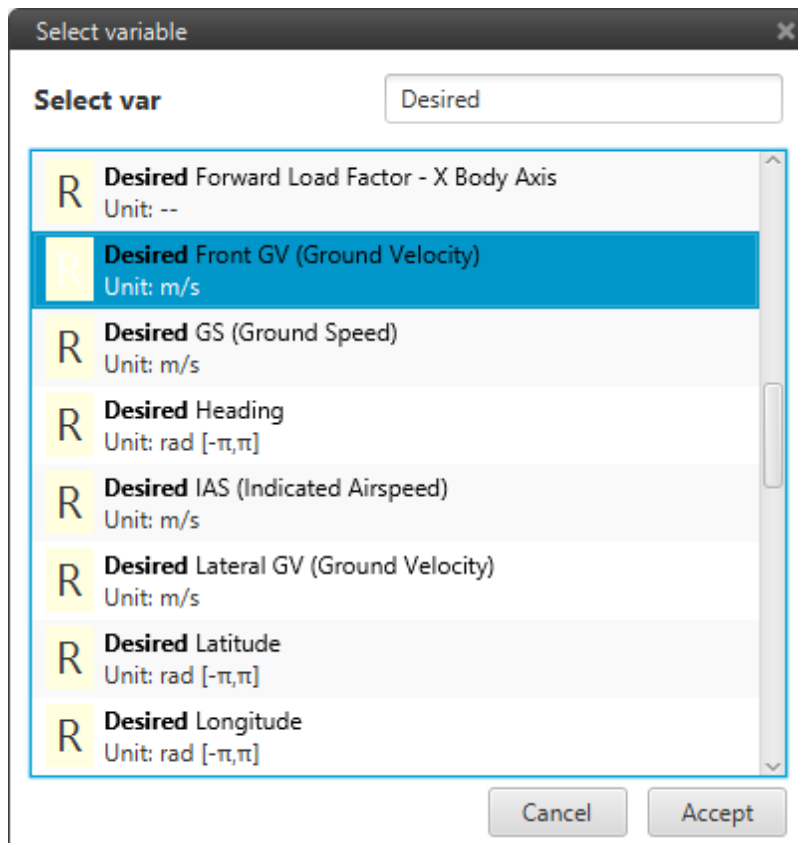 Select variable
Select var
Desired
R
Desired Forward Load Factor - X Body Axis
Unit: --
R
Desired Front GV (Ground Velocity)
Unit: m/s
R
Desired GS (Ground Speed)
Unit: m/s
R
Desired Heading
Unit: rad [-π,π]
R
Desired IAS (Indicated Airspeed)
Unit: m/s
R
Desired Lateral GV (Ground Velocity)
Unit: m/s
R
Desired Latitude
Unit: rad [-π,π]
R
Desired Longitude
Unit: rad [-π,π]
Cancel
Accept